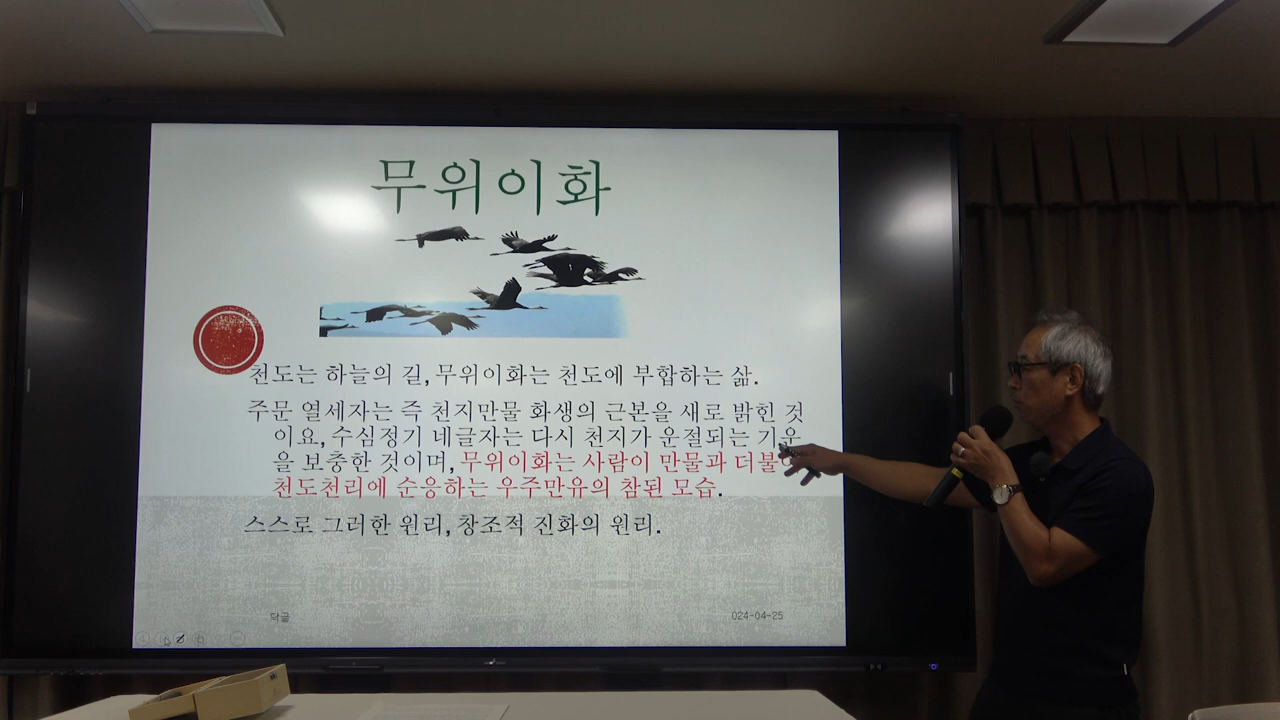 무위이화
천도는 하늘의 길, 무위이화는 천도에 부합하는 삶.
주문 열세자는 즉 천지만물 화생의 근본을 새로 밝힌 것
이요, 수심정기 네글자는 다시 천지가 운절되는 기운
을 보충한 것이며, 무위이화는 사람이 만물과 더불어
천도천리에 순응하는 우주만유의 참된 모습.
스스로 그러한 원리, 창조적 진화의 원리.
024-04-25